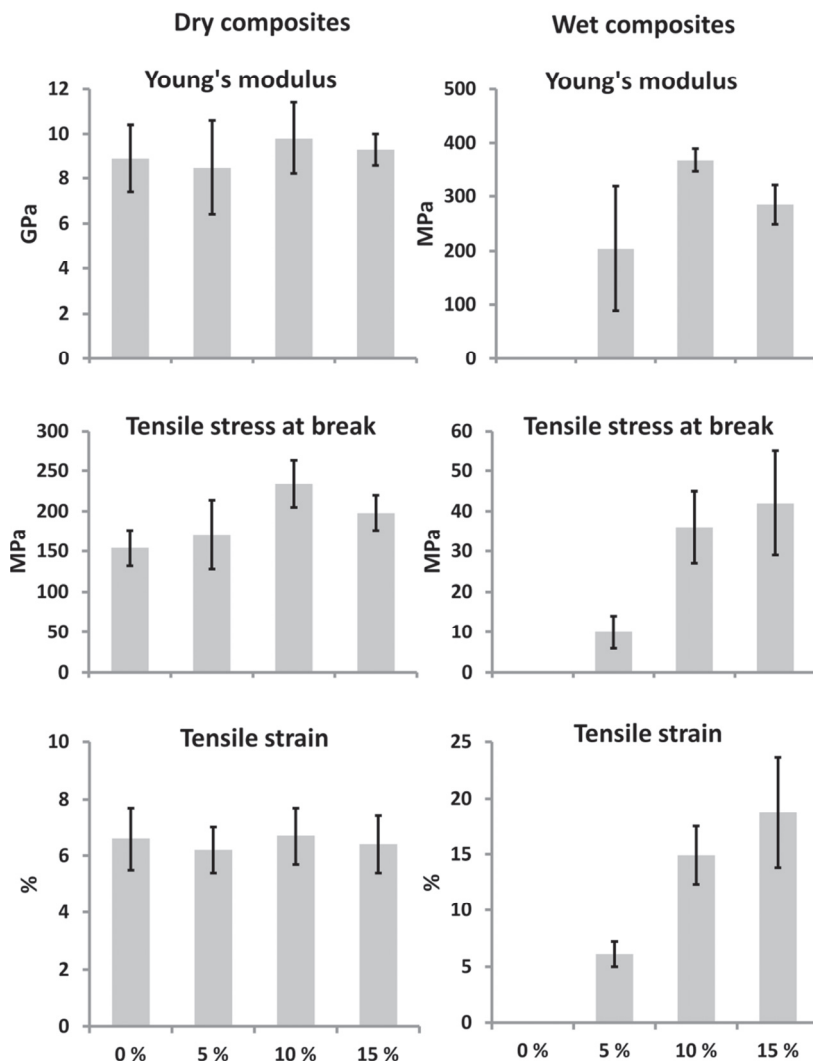 Dry composites
Wet composites
Young's modulus
12
10
8
6
4
2
0
GPa
Young's modulus
500
400
300
200
100
0
MPa
Tensile stress at break
300
250
200
150
100
50
0
MPa
Tensile stress at break
60
50
40
30
20
10
0
MPa
Tensile strain
10
8
6
4
2
0
%
0 % 5 % 10 % 15 %
Tensile strain
25
20
15
10
5
0
%
0 % 5 % 10 % 15 %